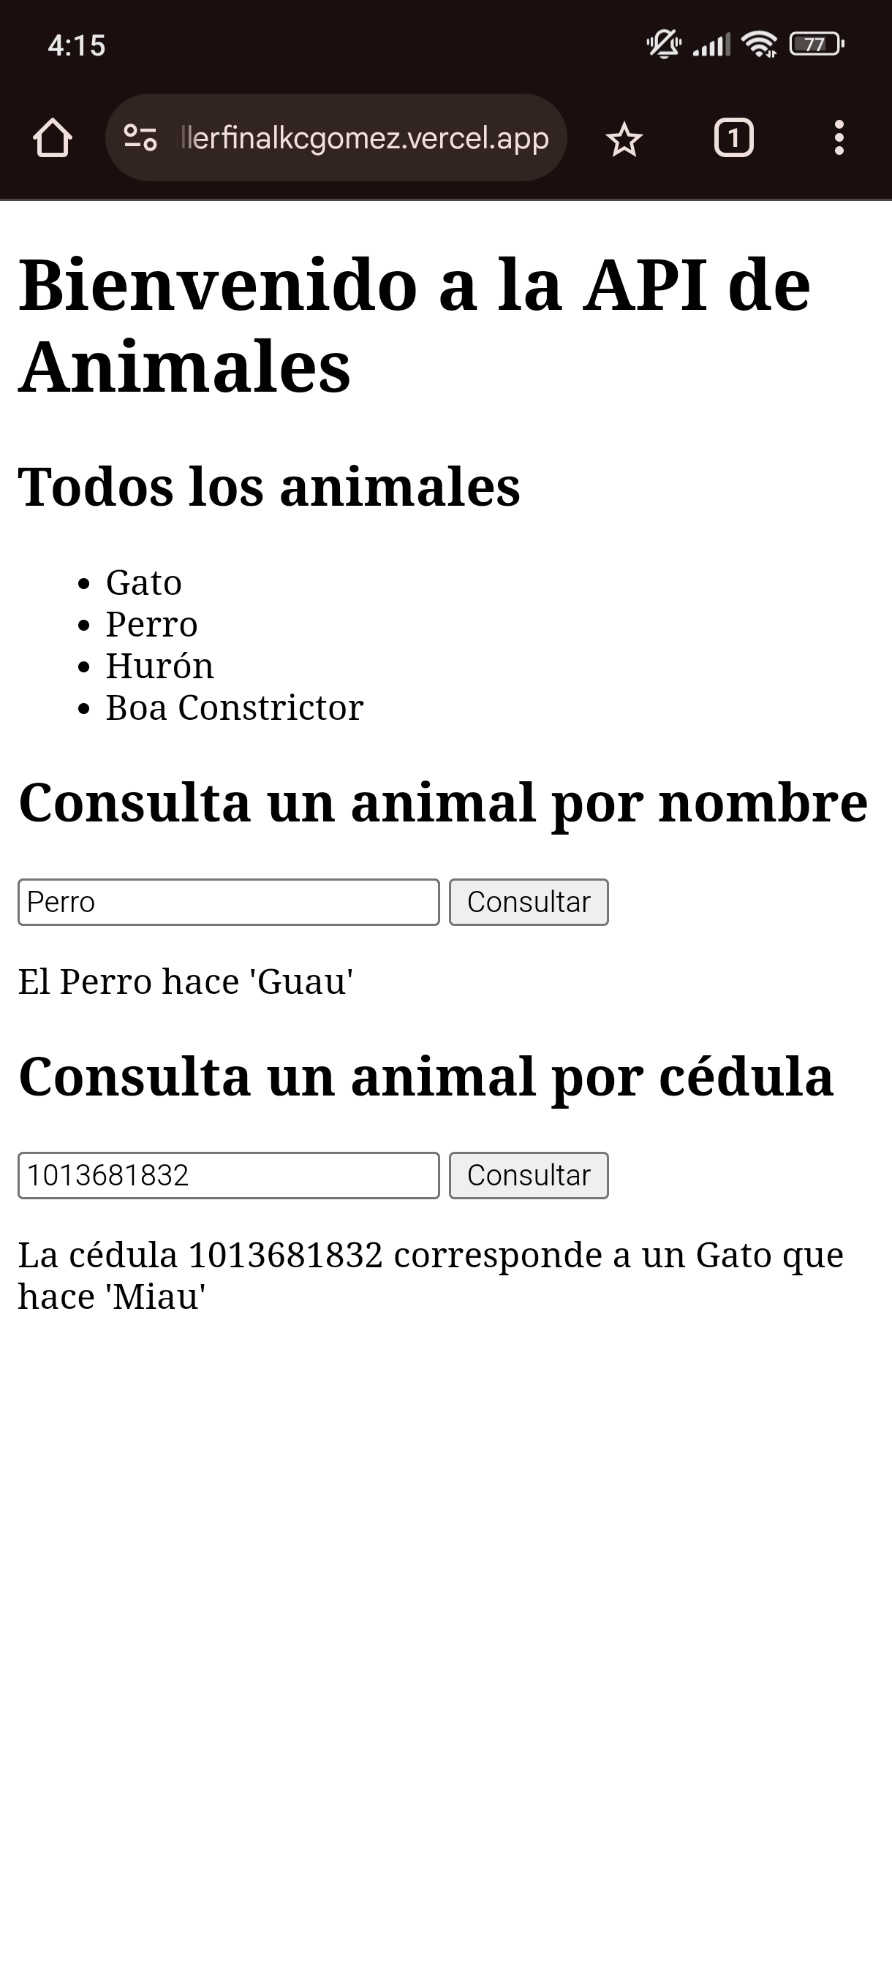 4:15
77
llerfinalkcgomez.vercel.app
1
Bienvenido a la API de
Animales
Todos los animales
• Gato
• Perro
• Hurón
• Boa Constrictor
Consulta un animal por nombre
Perro Consultar
El Perro hace 'Guau'
Consulta un animal por cédula
1013681832 Consultar
La cédula 1013681832 corresponde a un Gato que
hace 'Miau'